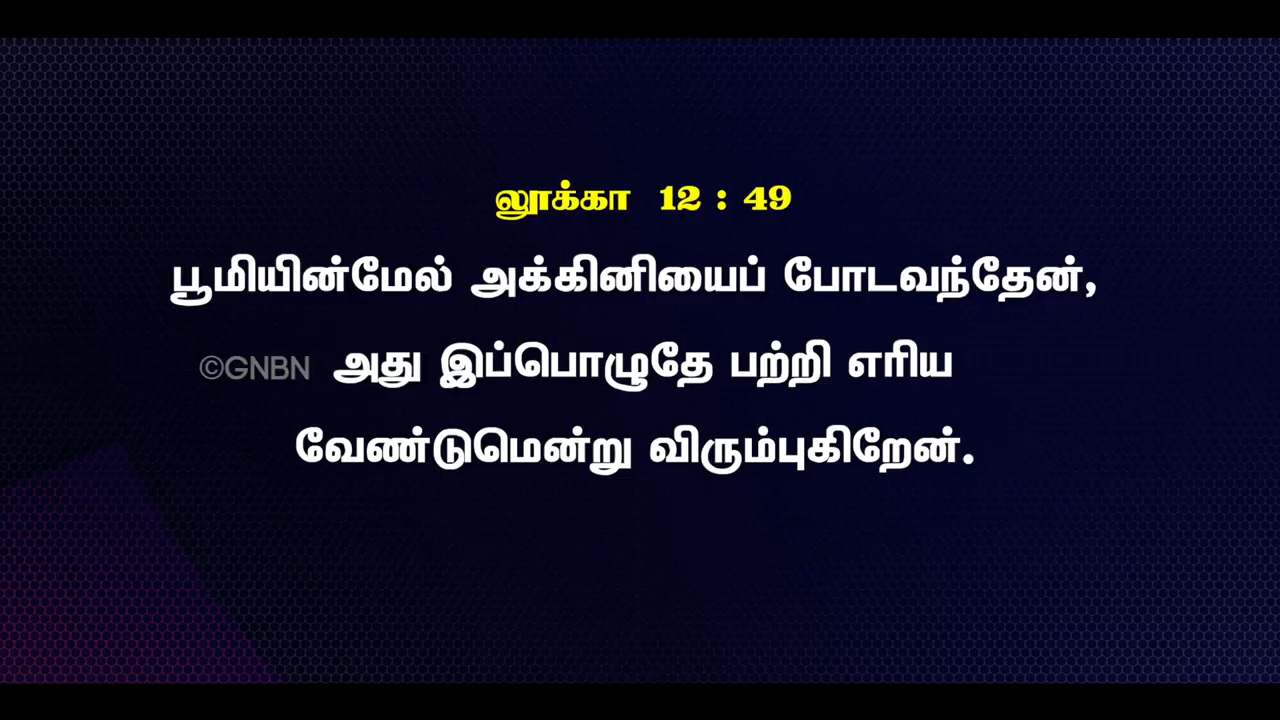 லூக்கா 12 : 49
பூமியின்மேல் அக்கினியைப் போடவந்தேன்,
©GNBN அது இப்பொழுதே பற்றி எரிய
வேண்டுமென்று விரும்புகிறேன்.